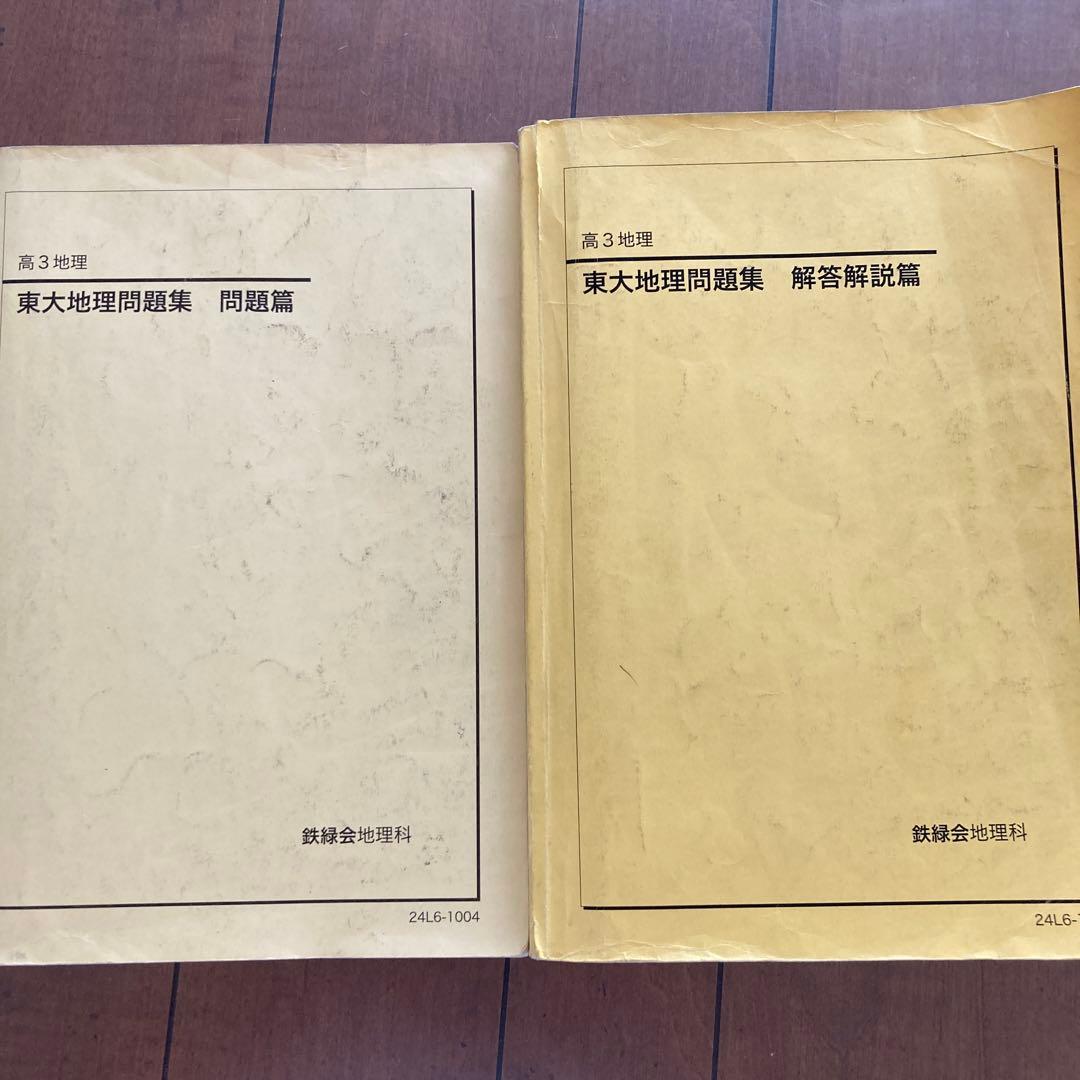 高3地理
東大地理問題集 問題篇
鉄緑会地理科
24L6-1004
高3地理
東大地理問題集 解答解説篇
鉄緑会地理科
24L6-